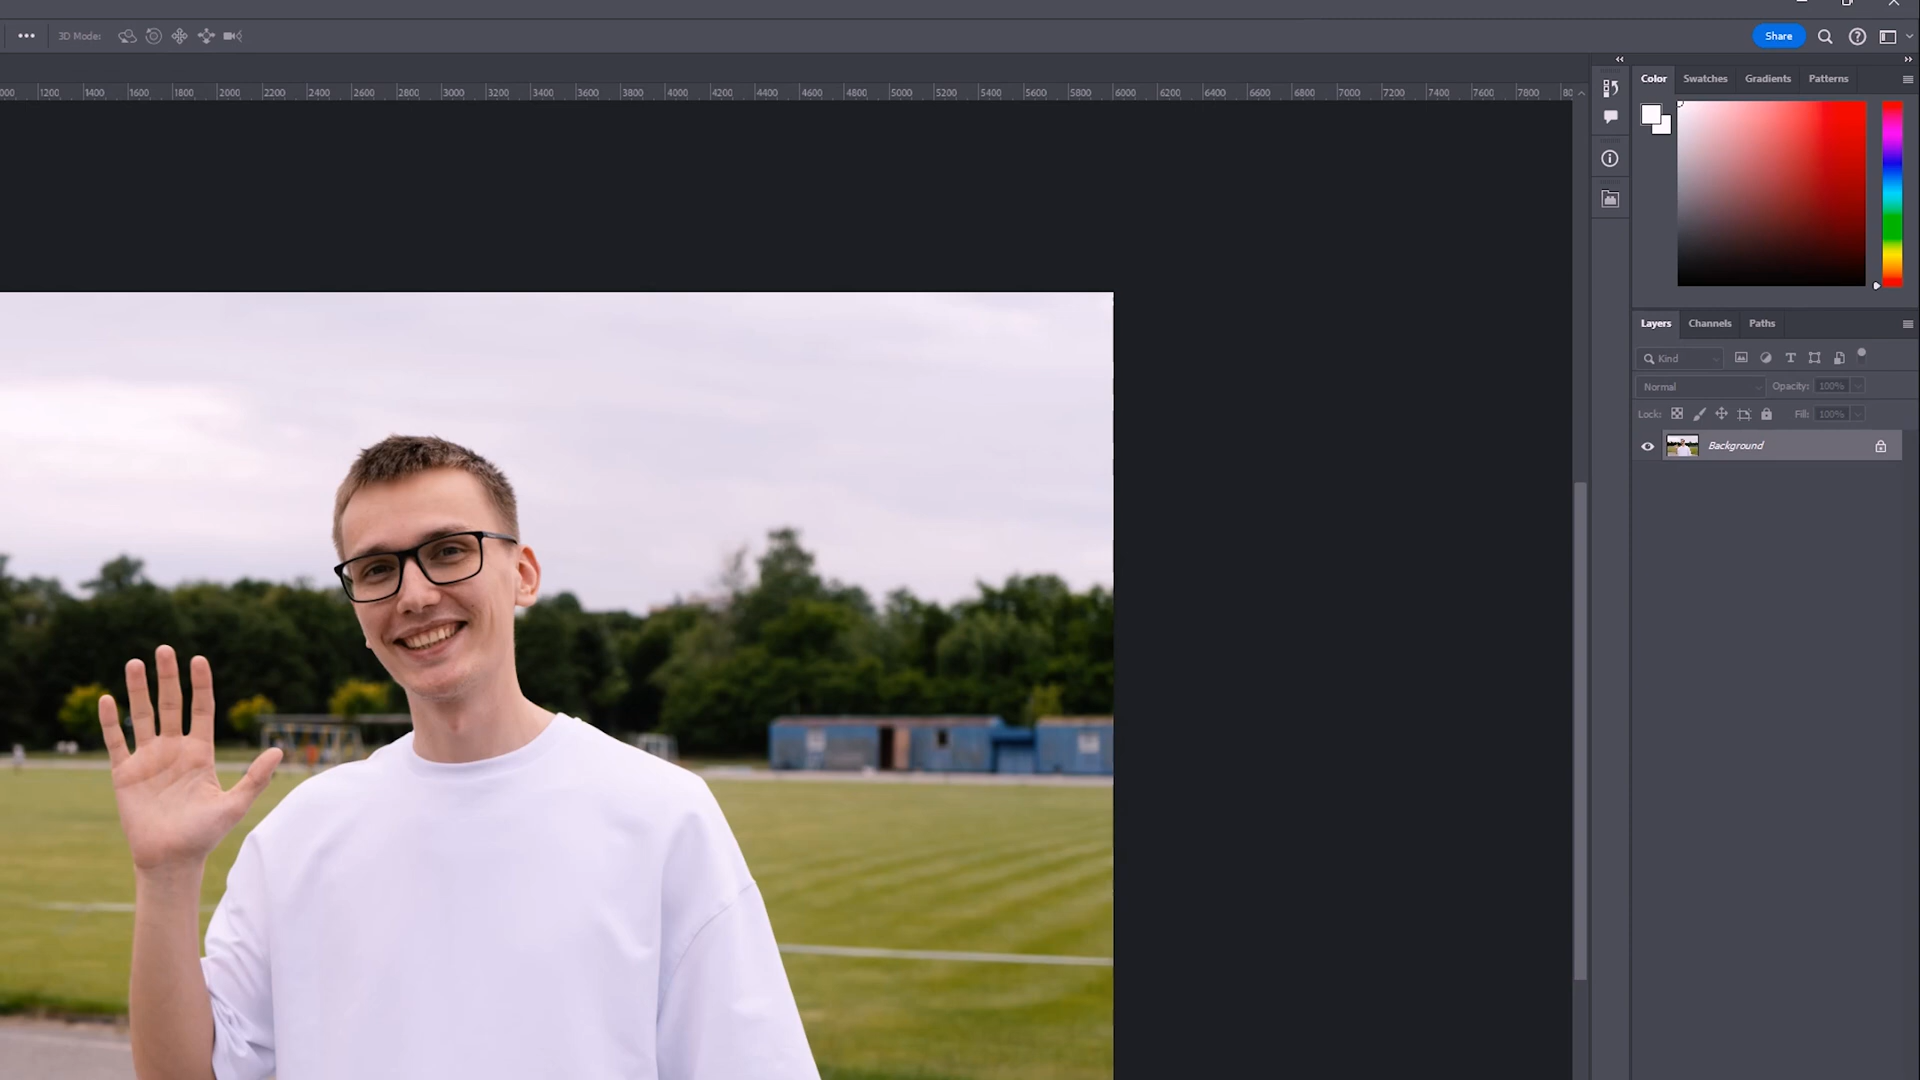 3D Mode:
Share
000 1200 1400 1600 1800 2000 2200 2400 2600 2800 3000 3200 3400 3600 3800 4000 4200 4400 4600 4800 5000 5200 5400 5600 5800 6000 6200 6400 6600 6800 7000 7200 7400 7600 7800 80
Color Swatches Gradients Patterns
Layers Channels Paths
Kind
Normal Opacity: 100%
Lock: Fill: 100%
Background